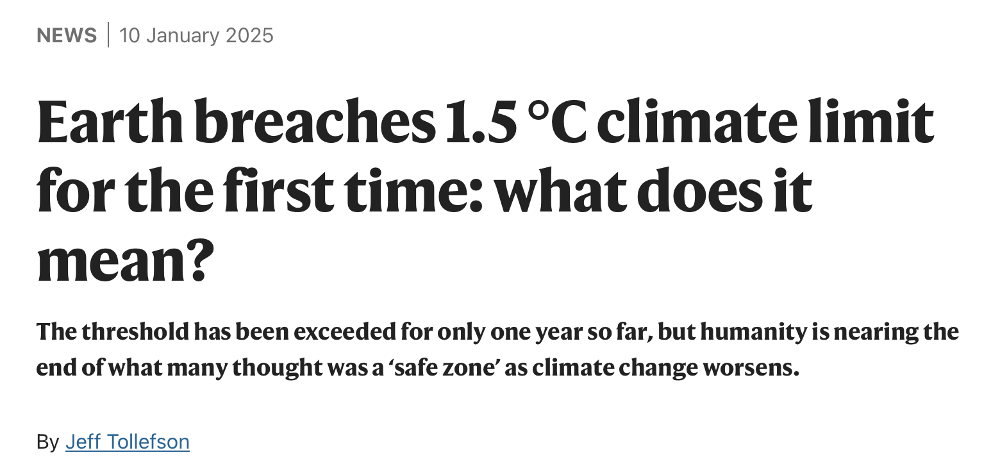 NEWS | 10 January 2025
Earth breaches 1.5 °C climate limit
for the first time: what does it
mean?
The threshold has been exceeded for only one year so far, but humanity is nearing the
end of what many thought was a ‘safe zone’ as climate change worsens.
By Jeff Tollefson